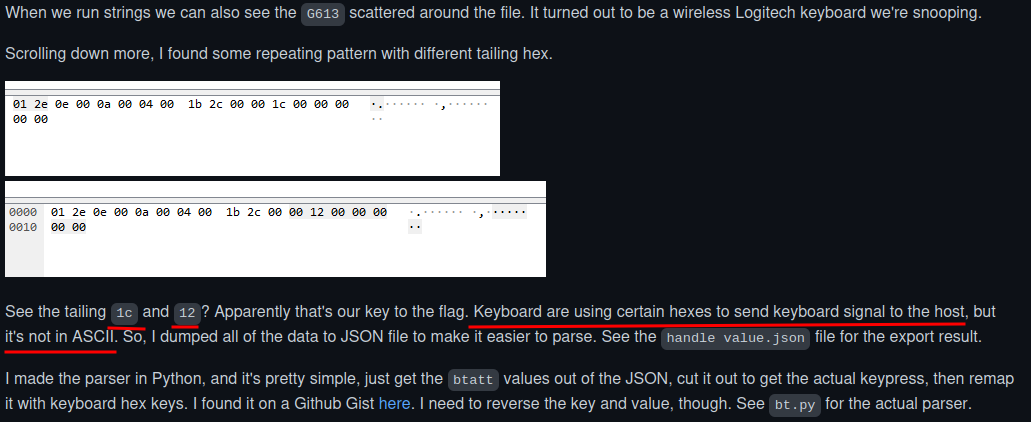 When we run strings we can also see the G613 scattered around the file. It turned out to be a wireless Logitech keyboard we're snooping.
Scrolling down more, I found some repeating pattern with different tailing hex.
01 2e 0e 00 0a 00 04 00 1b 2c 00 00 1c 00 00 00 ·.······ ·,······
00 00 ··
0000 01 2e 0e 00 0a 00 04 00 1b 2c 00 00 12 00 00 00 ·.······ ·,······
0010 00 00 ··
See the tailing 1c and 12? Apparently that's our key to the flag. Keyboard are using certain hexes to send keyboard signal to the host, but
it's not in ASCII. So, I dumped all of the data to JSON file to make it easier to parse. See the handle value.json file for the export result.
I made the parser in Python, and it's pretty simple, just get the btatt values out of the JSON, cut it out to get the actual keypress, then remap
it with keyboard hex keys. I found it on a Github Gist here. I need to reverse the key and value, though. See bt.py for the actual parser.